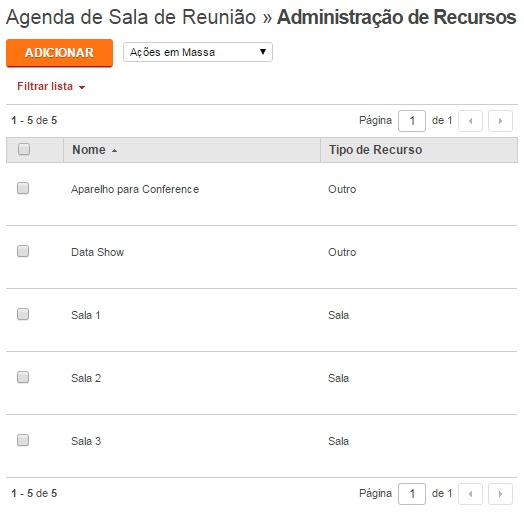 Agenda de Sala de Reunião » Administração de Recursos
ADICIONAR Ações em Massa
Filtrar lista
1 - 5 de 5 Página 1 de 1
Nome Tipo de Recurso
Aparelho para Conference Outro
Data Show Outro
Sala 1 Sala
Sala 2 Sala
Sala 3 Sala
1 - 5 de 5 Página 1 de 1